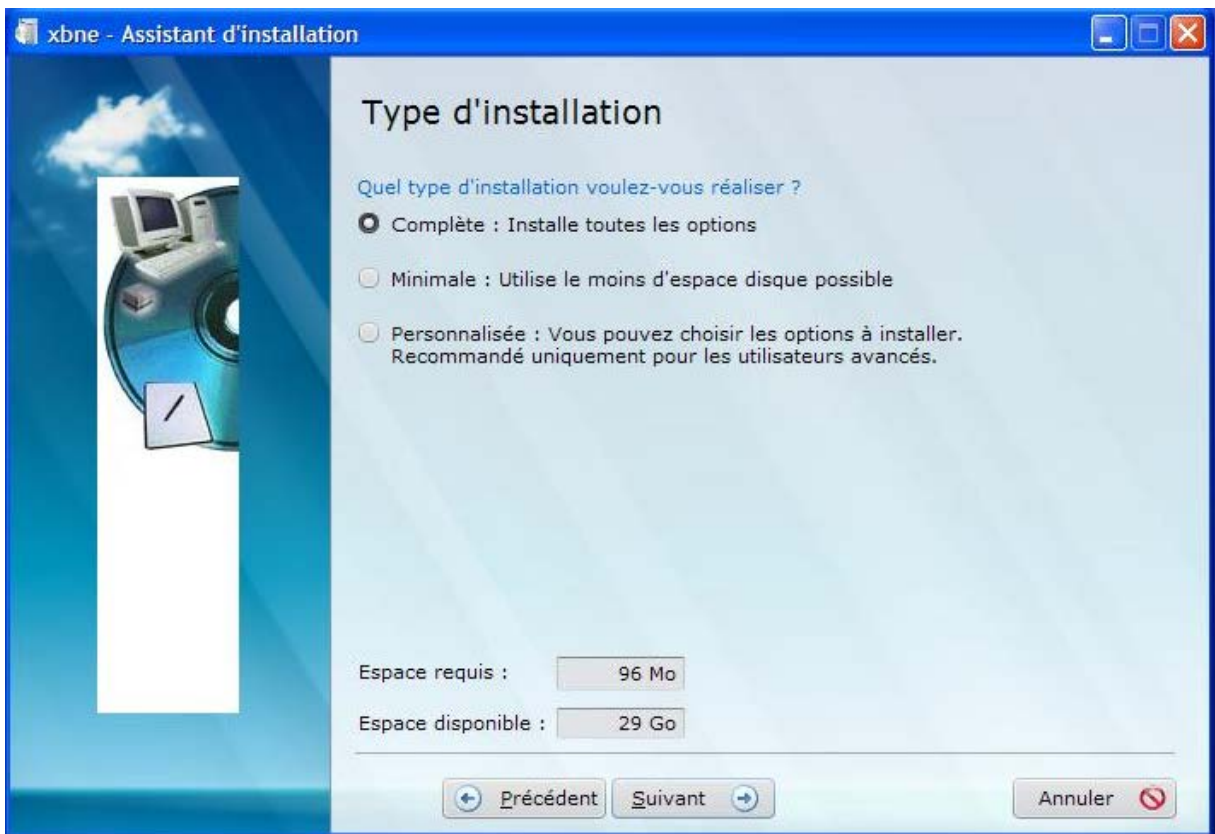 xbne - Assistant d'installation
Type d'installation
Quel type d'installation voulez-vous réaliser ?
Complète : Installe toutes les options
Minimale : Utilise le moins d'espace disque possible
Personnalisée : Vous pouvez choisir les options à installer.
Recommandé uniquement pour les utilisateurs avancés.
Espace requis : 96 Mo
Espace disponible : 29 Go
Précédent Suivant Annuler